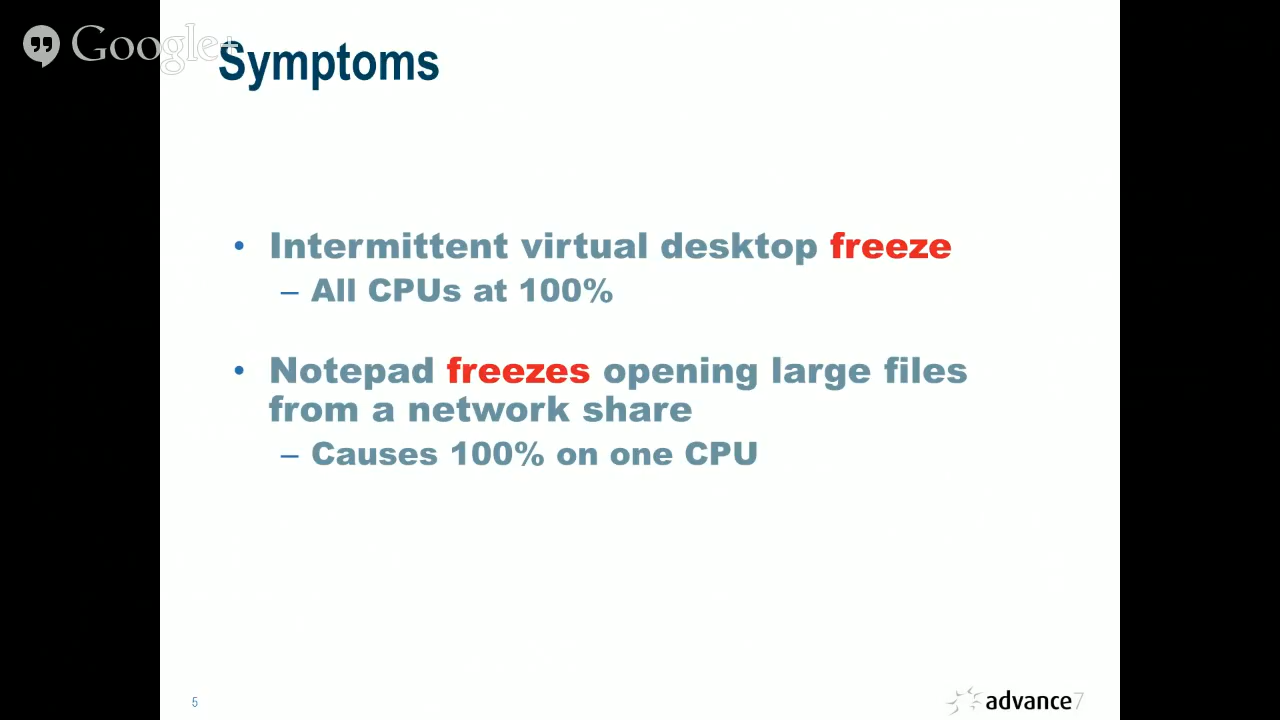 Google+
Symptoms
• Intermittent virtual desktop freeze
– All CPUs at 100%
• Notepad freezes opening large files
from a network share
– Causes 100% on one CPU
5
advance7